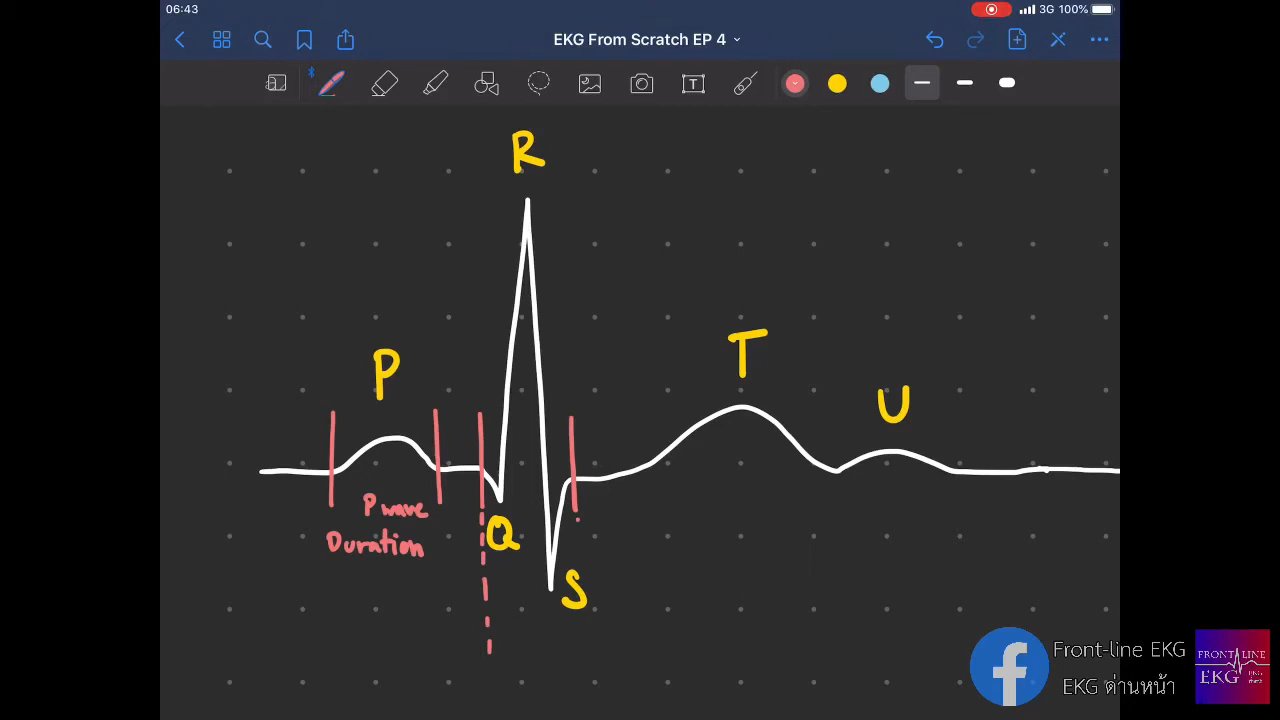 06:43
3G 100%
EKG From Scratch EP 4
T
R
P
T
U
P wave
Duration
Q
S
Front-line EKG
EKG ด่านหน้า
FRONT LINE
EKG